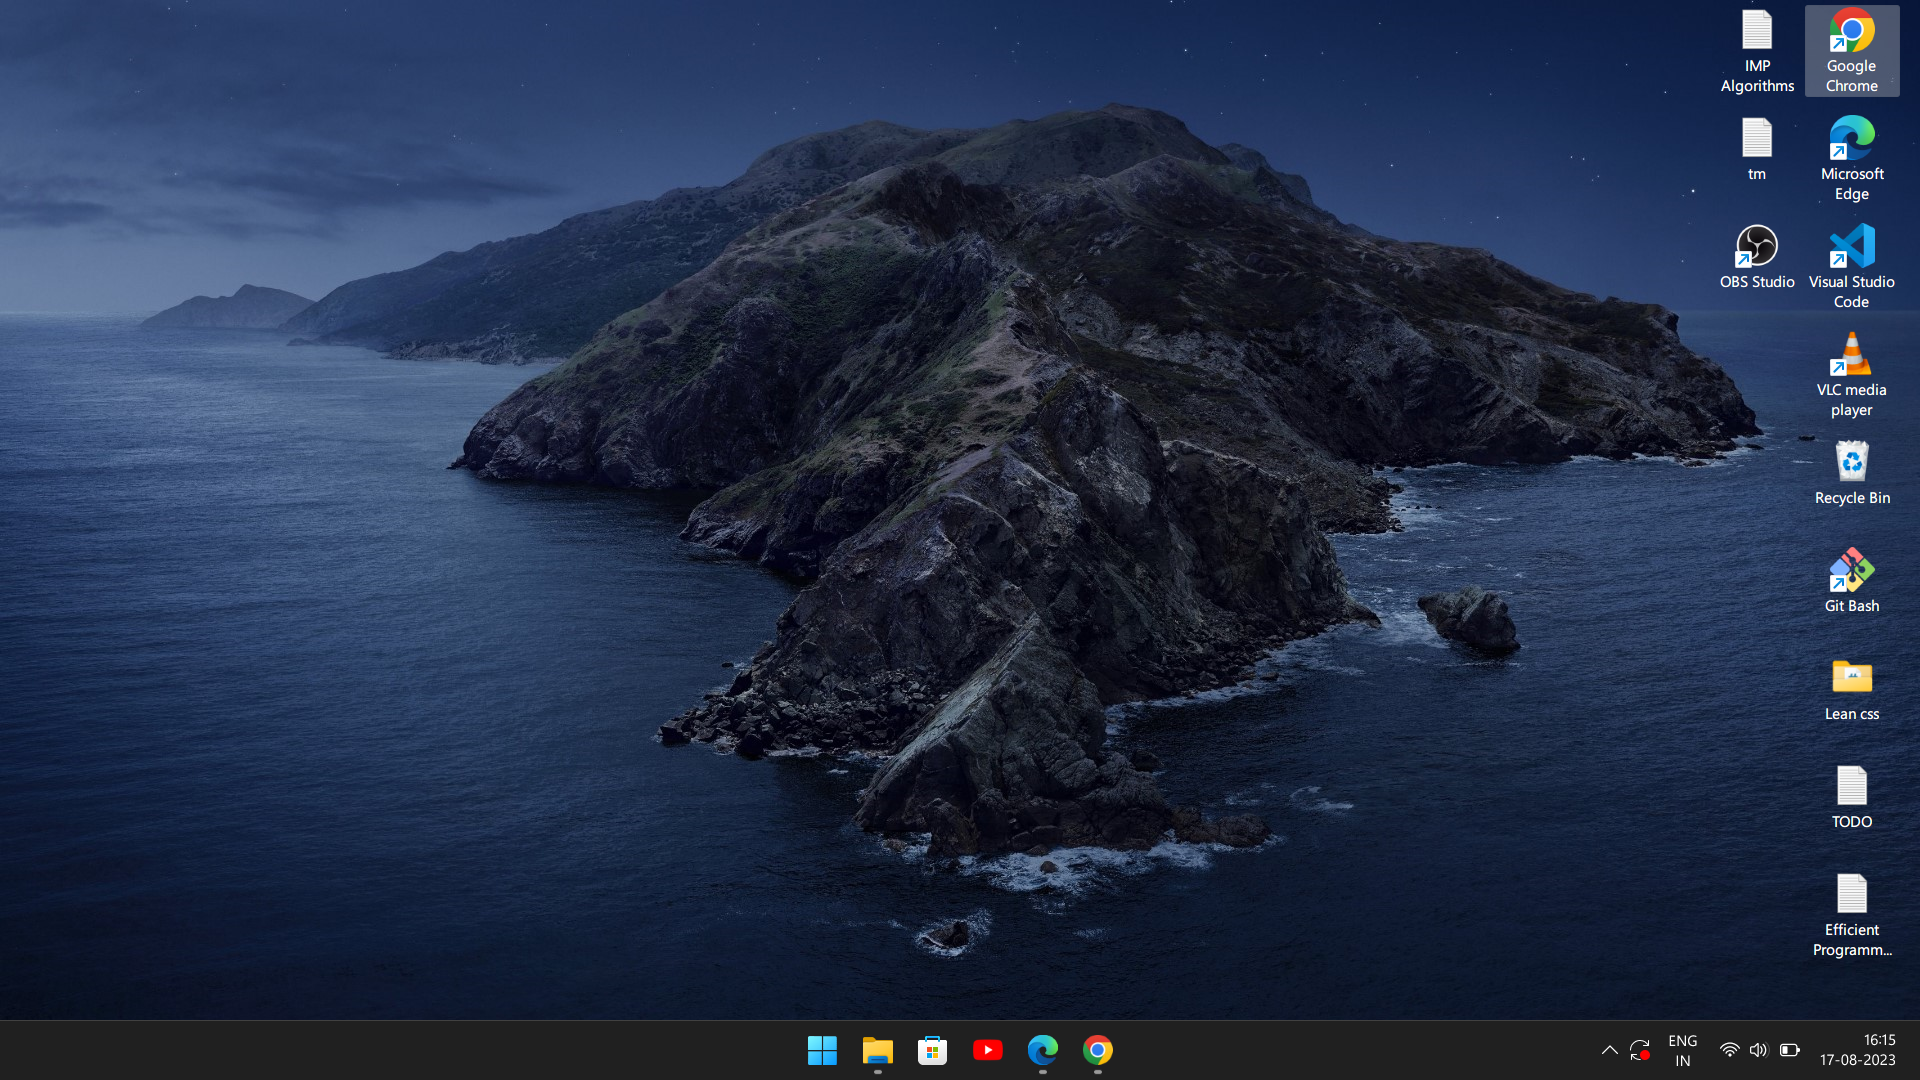 IMP
Algorithms
Google
Chrome
tm
Microsoft
Edge
OBS Studio
Visual Studio
Code
VLC media
player
Recycle Bin
Git Bash
Lean css
TODO
Efficient
Programm...
ENG
IN
16:15
17-08-2023